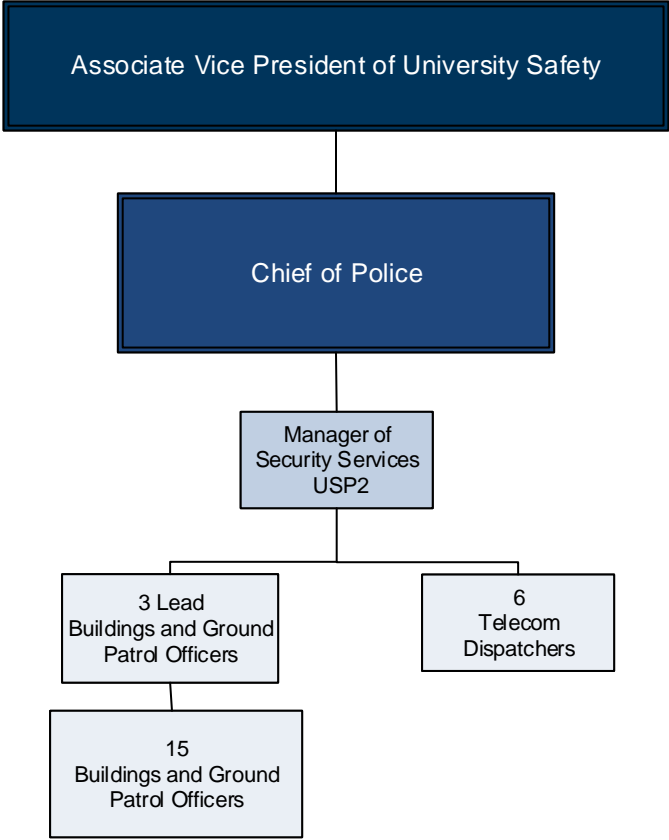 Associate Vice President of University Safety
Chief of Police
Manager of
Security Services
USP2
3 Lead
Buildings and Ground
Patrol Officers
6
Telecom
Dispatchers
15
Buildings and Ground
Patrol Officers